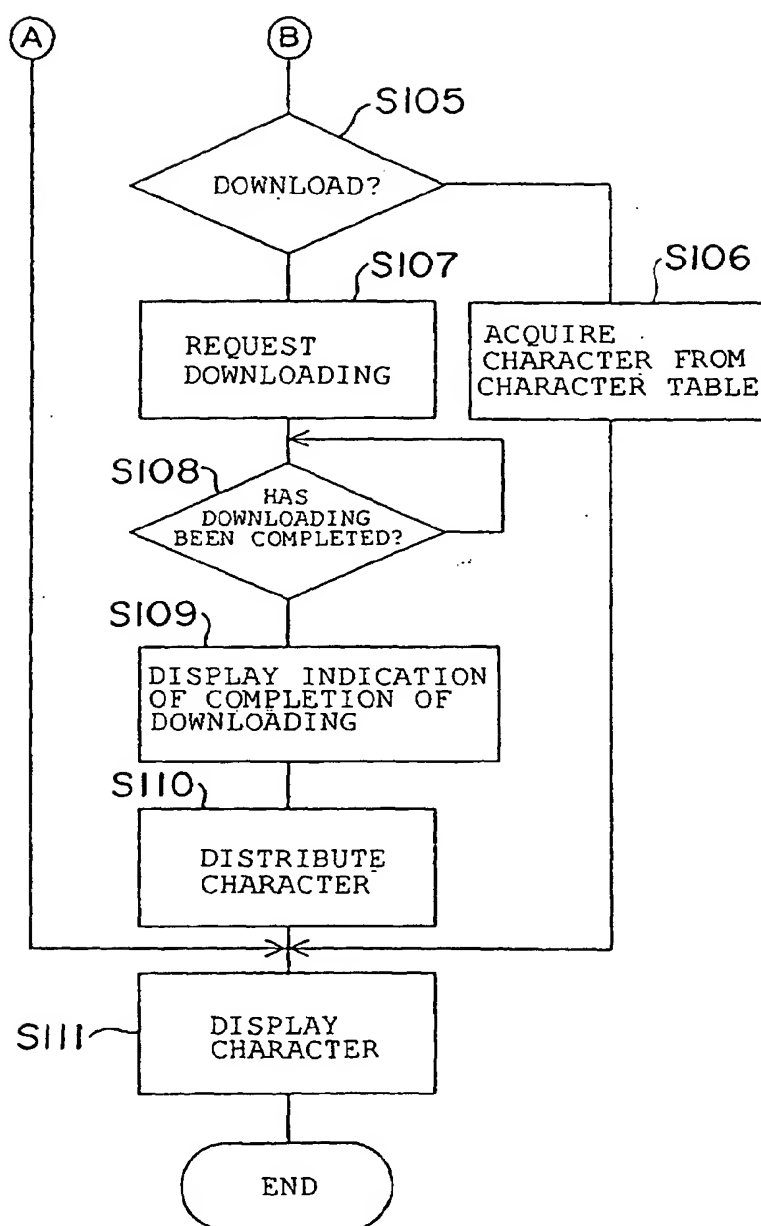 A
B
S105
DOWNLOAD?
S107
REQUEST
DOWNLOADING
S106
ACQUIRE
CHARACTER FROM
CHARACTER TABLE
S108
HAS
DOWNLOADING
BEEN COMPLETED?
S109
DISPLAY INDICATION
OF COMPLETION OF
DOWNLOADING
S110
DISTRIBUTE
CHARACTER
S111
DISPLAY
CHARACTER
END